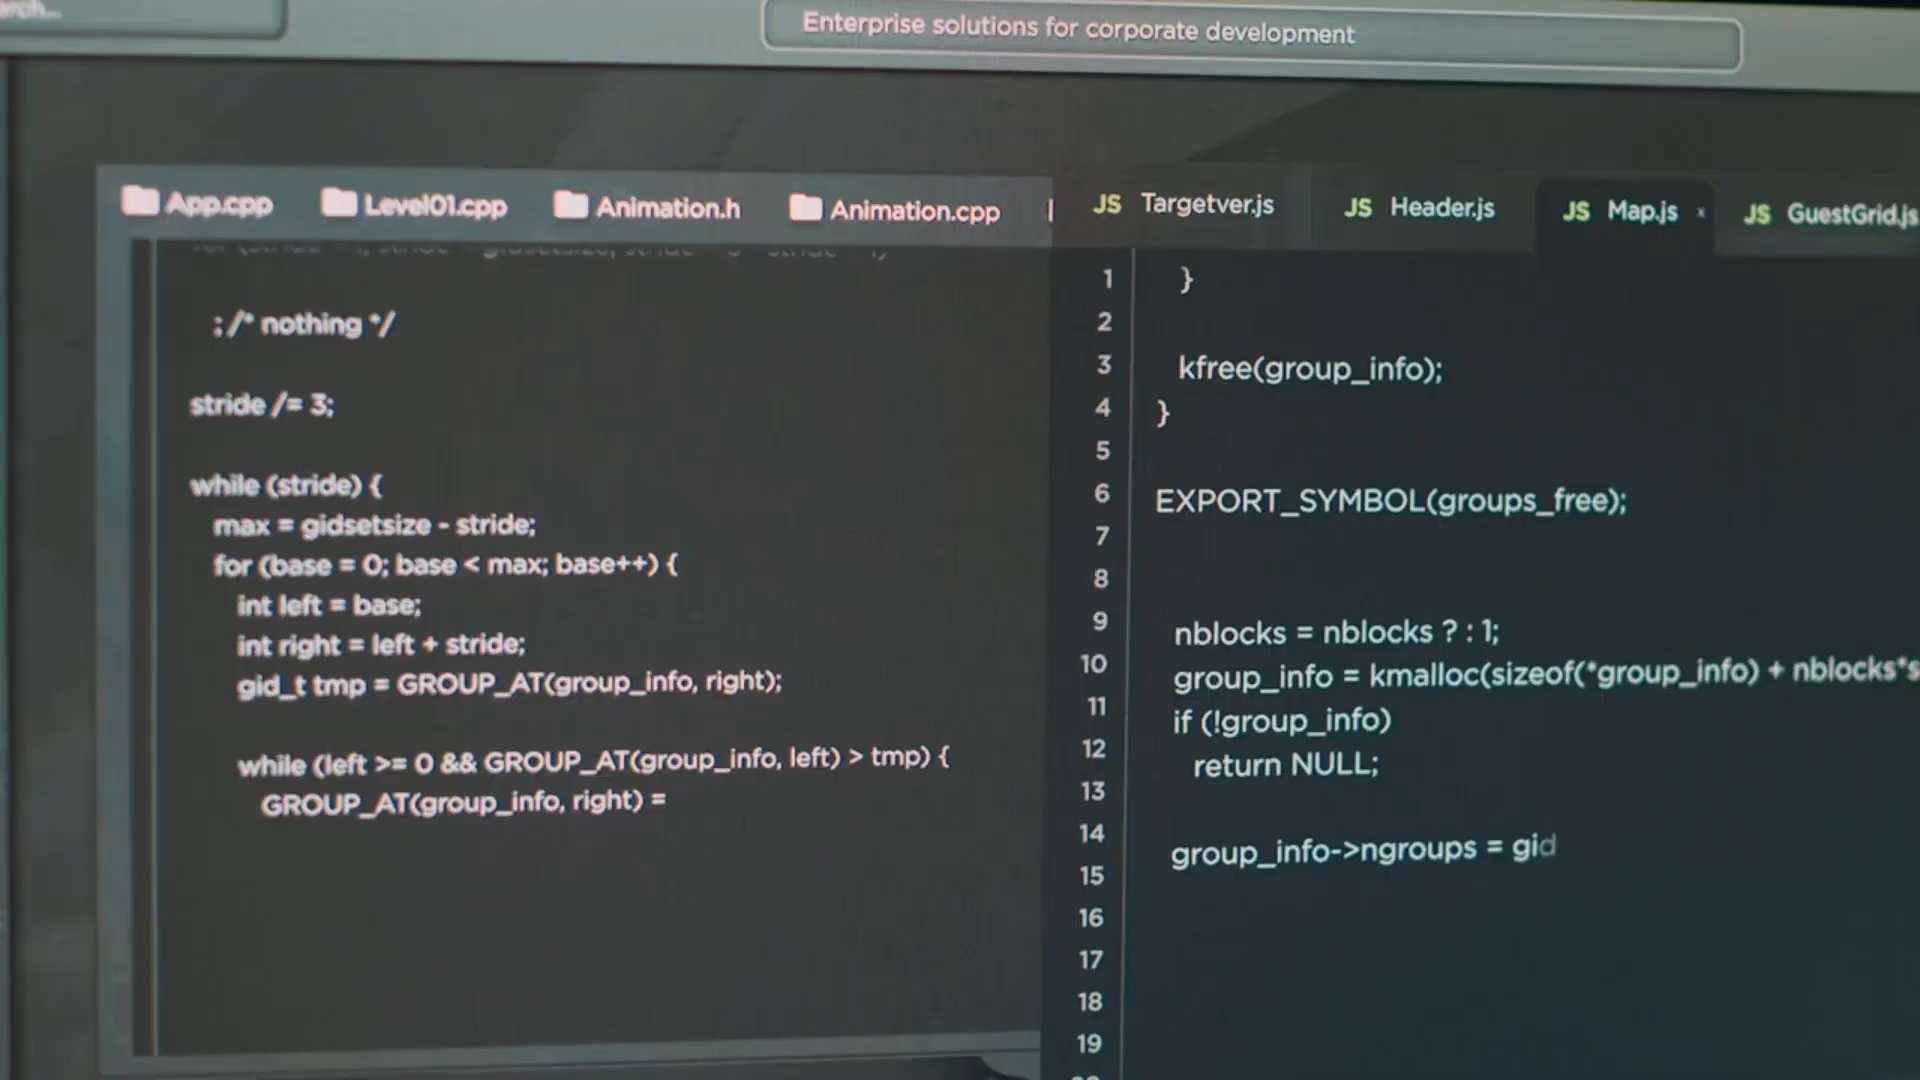 Enterprise solutions for corporate development
App.cpp Level01.cpp Animation.h Animation.cpp
: /* nothing */
stride /= 3;
while (stride) {
max = gidsetsize - stride;
for (base = 0; base < max; base++) {
int left = base;
int right = left + stride;
gid_t tmp = GROUP_AT(group_info, right);
while (left >= 0 && GROUP_AT(group_info, left) > tmp) {
GROUP_AT(group_info, right) =
JS Targetver.js JS Header.js JS Map.js x JS GuestGrid.js
1 }
2
3 kfree(group_info);
4 }
5
6 EXPORT_SYMBOL(groups_free);
7
8
9 nblocks = nblocks ? : 1;
10 group_info = kmalloc(sizeof(*group_info) + nblocks*s
11 if (!group_info)
12 return NULL;
13
14 group_info->ngroups = gid
15
16
17
18
19